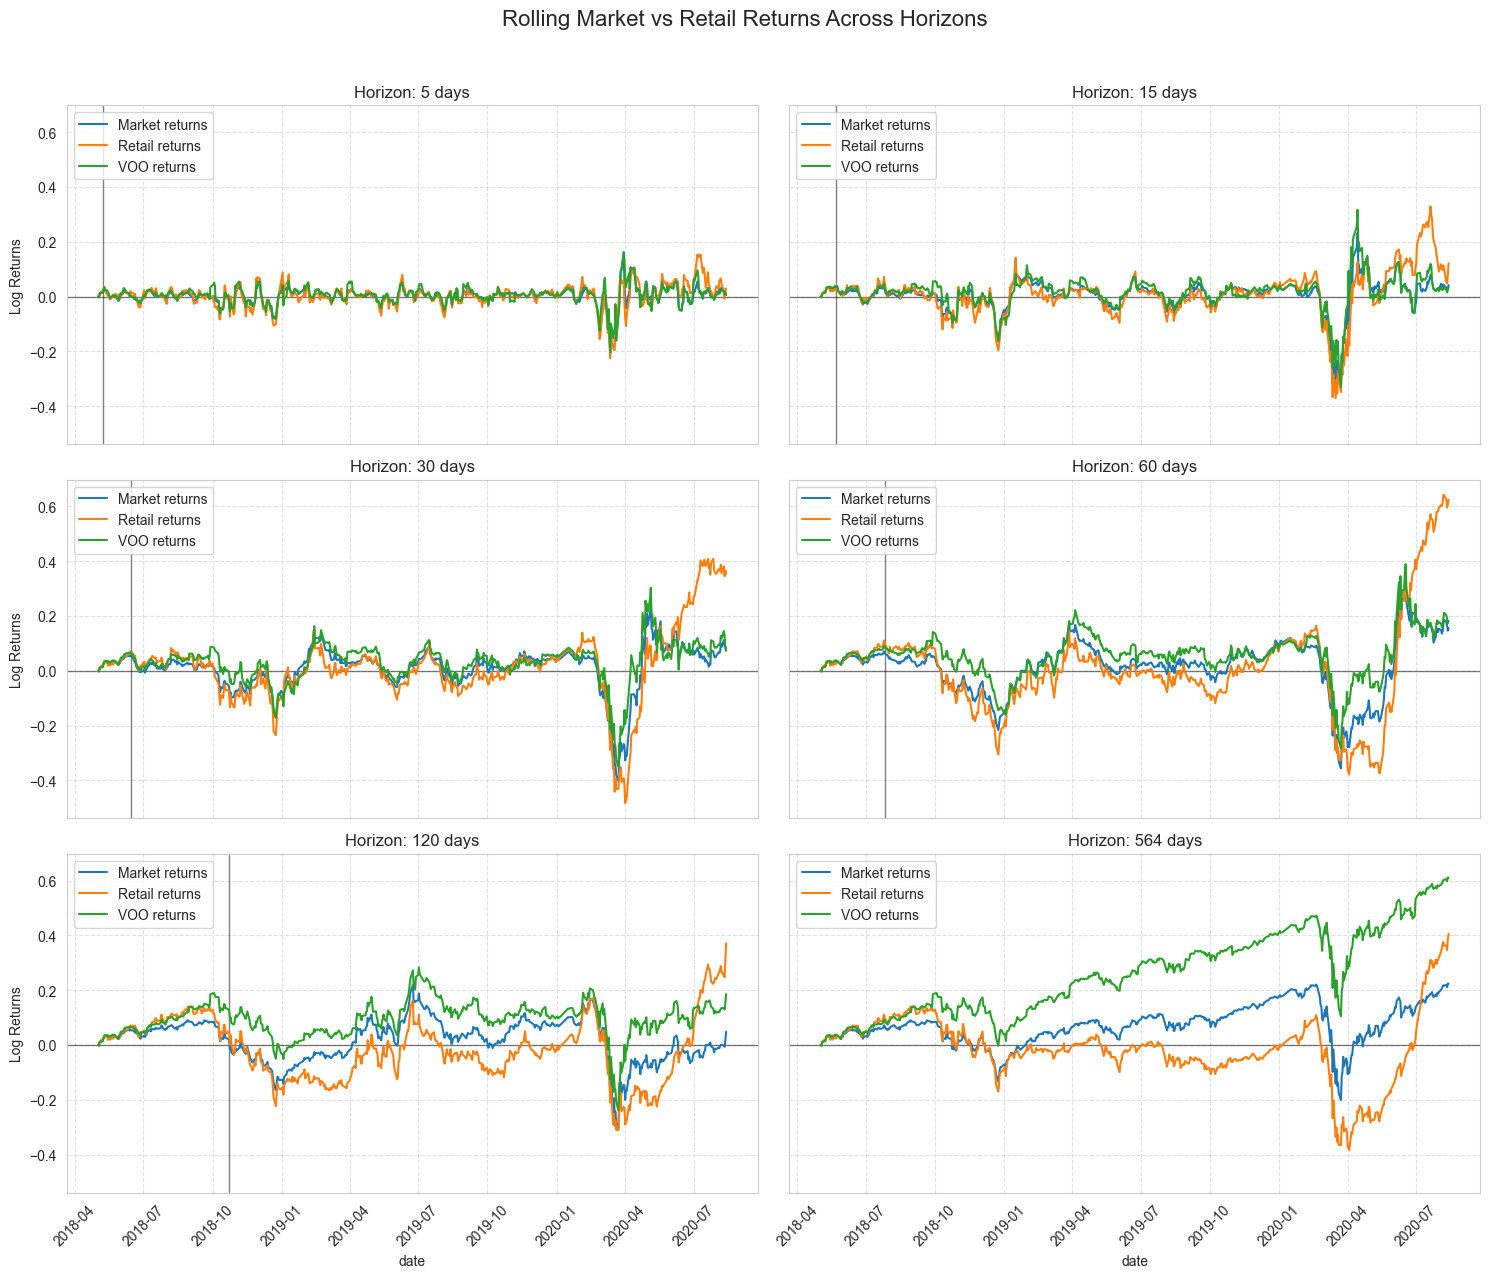 Rolling Market vs Retail Returns Across Horizons
Horizon: 5 days
Market returns
Retail returns
VOO returns
0.6
0.4
0.2
0.0
−0.2
−0.4
Log Returns
Horizon: 15 days
Market returns
Retail returns
VOO returns
Horizon: 30 days
Market returns
Retail returns
VOO returns
0.6
0.4
0.2
0.0
−0.2
−0.4
Log Returns
Horizon: 60 days
Market returns
Retail returns
VOO returns
Horizon: 120 days
Market returns
Retail returns
VOO returns
0.6
0.4
0.2
0.0
−0.2
−0.4
Log Returns
2018-04
2018-07
2018-10
2019-01
2019-04
2019-07
2019-10
2020-01
2020-04
2020-07
date
Horizon: 564 days
Market returns
Retail returns
VOO returns
2018-04
2018-07
2018-10
2019-01
2019-04
2019-07
2019-10
2020-01
2020-04
2020-07
date